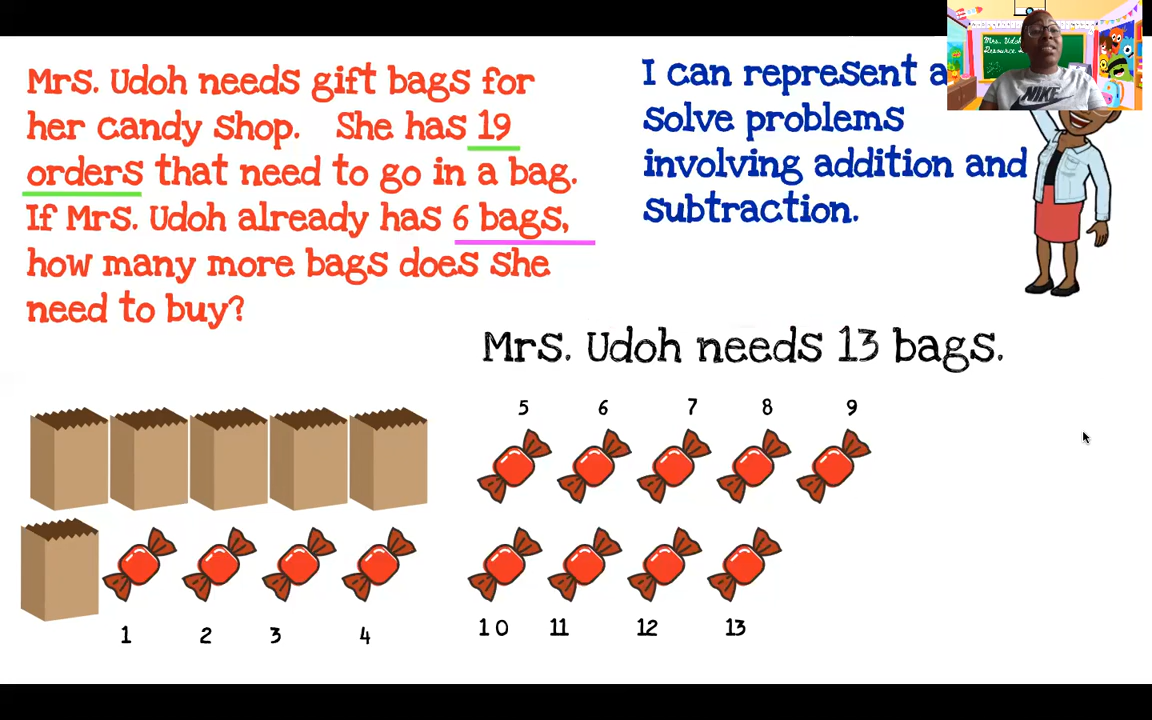 Mrs. Udoh needs gift bags for
her candy shop. She has 19
orders that need to go in a bag.
If Mrs. Udoh already has 6 bags,
how many more bags does she
need to buy?
I can represent a
solve problems
involving addition and
subtraction.
NIKE
Mrs. Udoh needs 13 bags.
5 6 7 8 9
1 2 3 4
10 11 12 13